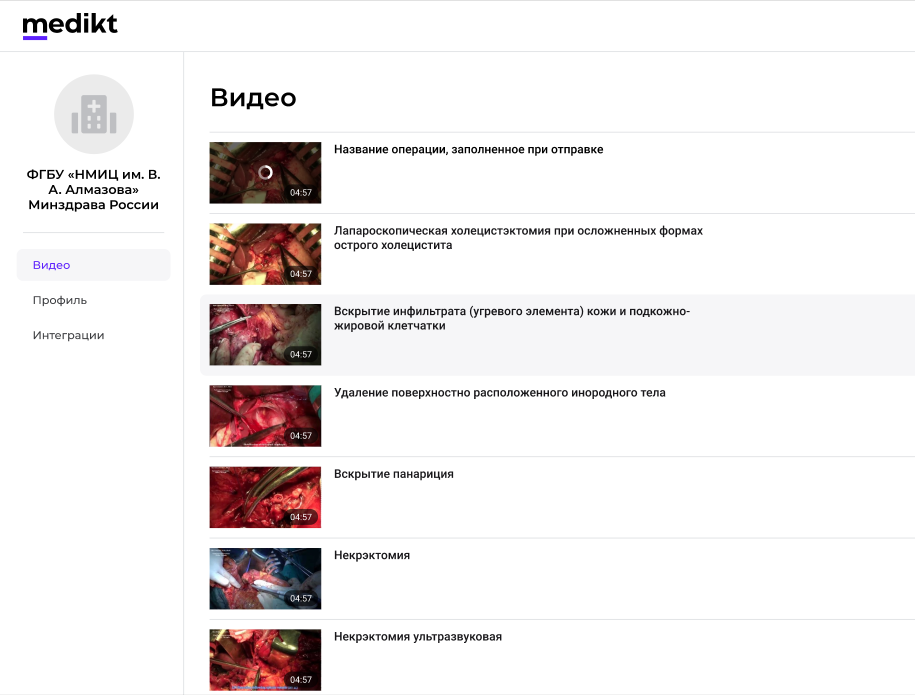 medikt
ФГБУ «НМИЦ им. В.
А. Алмазова»
Минздрава России
Видео
Профиль
Интеграции
Видео
04:57
Название операции, заполненное при отправке
04:57
Лапароскопическая холецистэктомия при осложненных формах
острого холецистита
04:57
Вскрытие инфильтрата (угревого элемента) кожи и подкожно-
жировой клетчатки
04:57
Удаление поверхностно расположенного инородного тела
04:57
Вскрытие панариция
04:57
Некрэктомия
04:57
Некрэктомия ультразвуковая